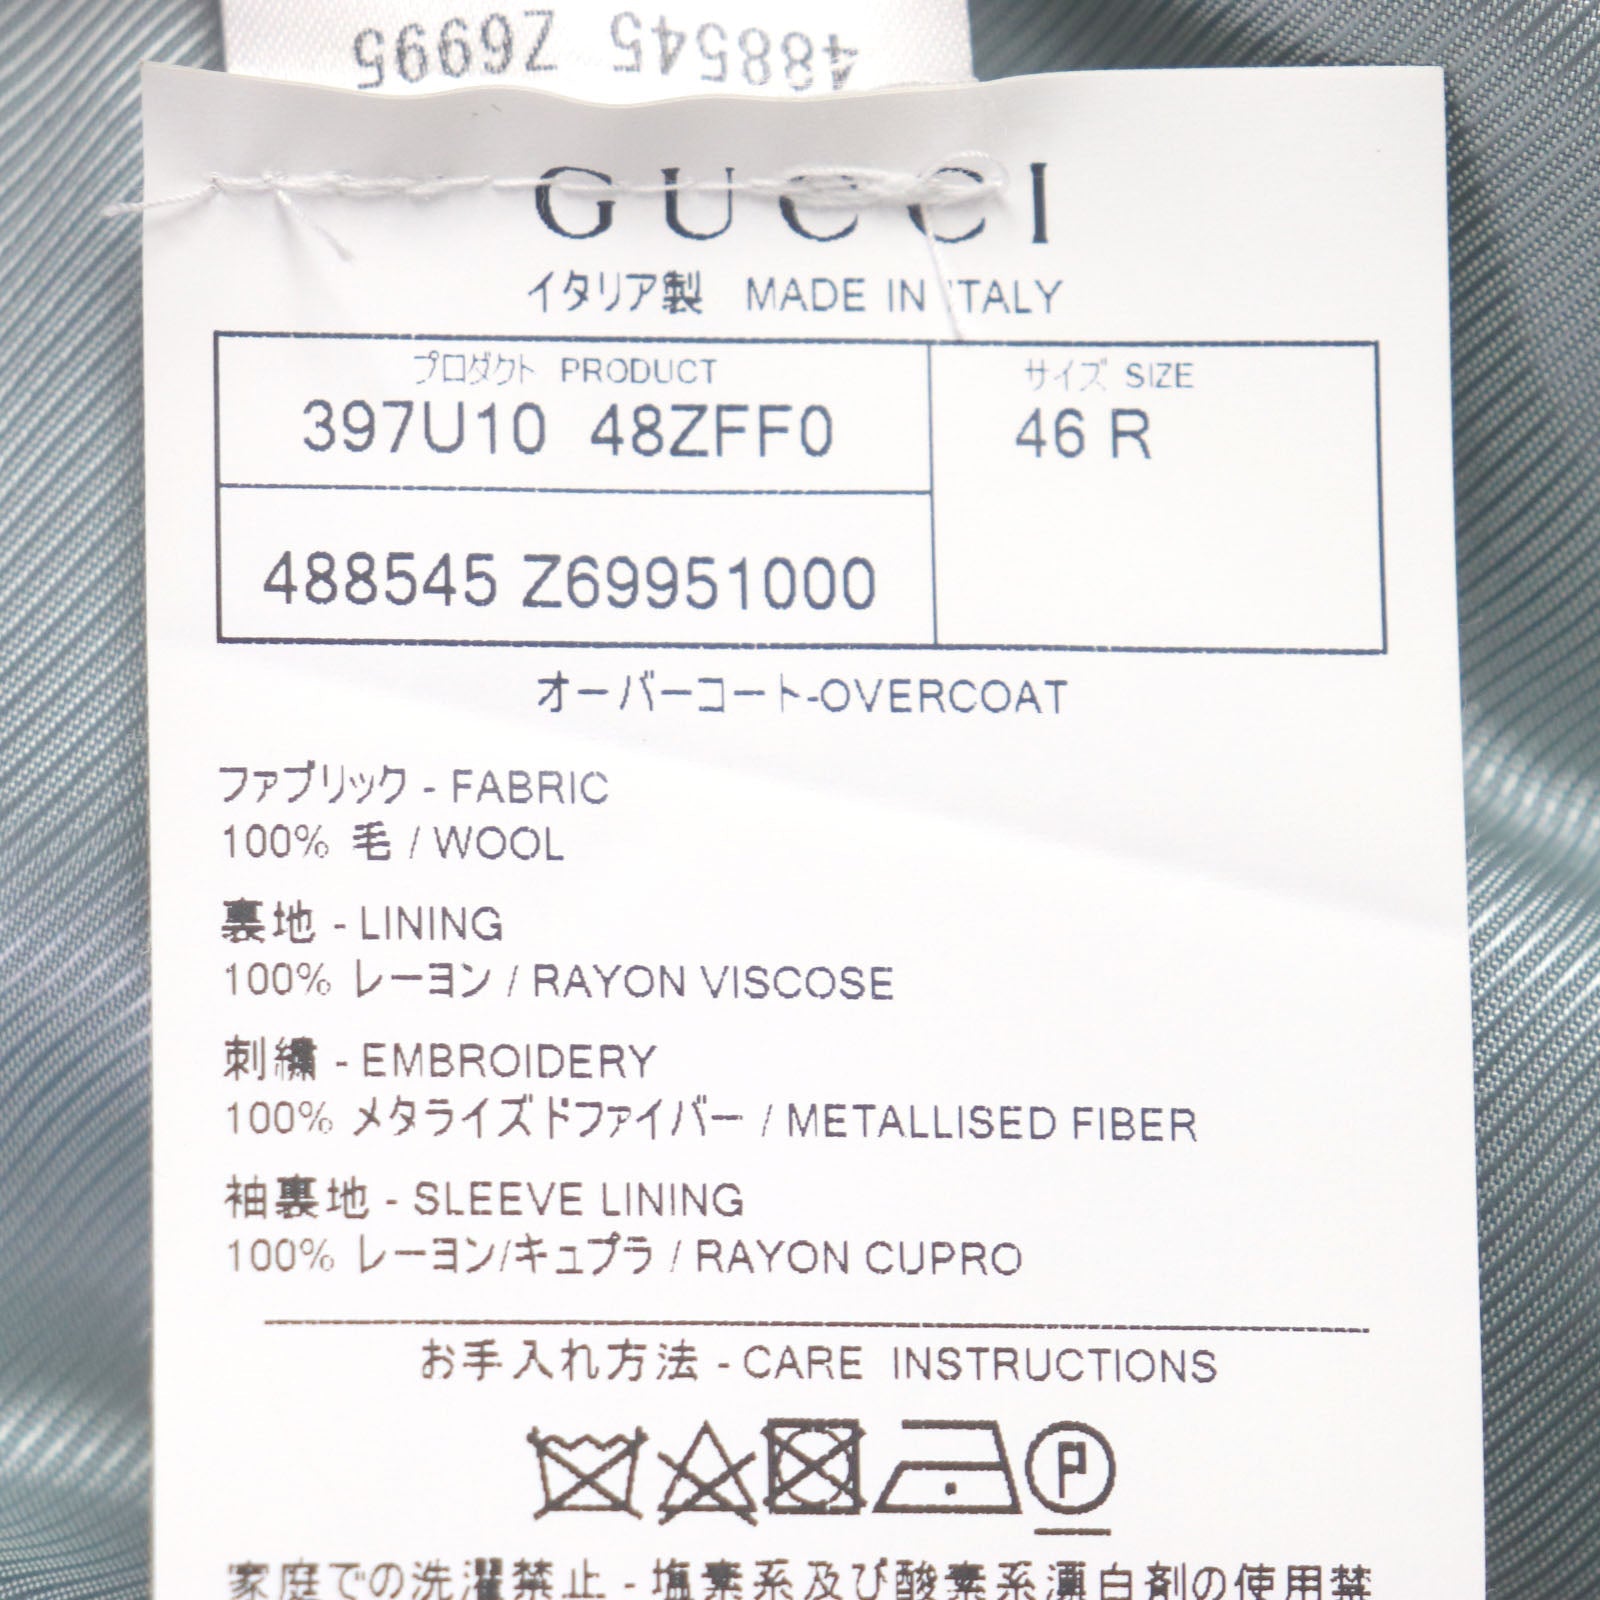 488545 Z6995
GUCCI
イタリア製 MADE IN ITALY
プロダクト PRODUCT
397U10 48ZFF0
サイズ SIZE
46 R
488545 Z69951000
オーバーコート-OVERCOAT
ファブリック - FABRIC
100% 毛 / WOOL
裏地 - LINING
100% レーヨン / RAYON VISCOSE
刺繍 - EMBROIDERY
100% メタライズドファイバー / METALLISED FIBER
袖裏地 - SLEEVE LINING
100% レーヨン/キュプラ / RAYON CUPRO
お手入れ方法 - CARE INSTRUCTIONS
P
家庭での洗濯禁止 - 塩素系及び酸素系漂白剤の使用禁